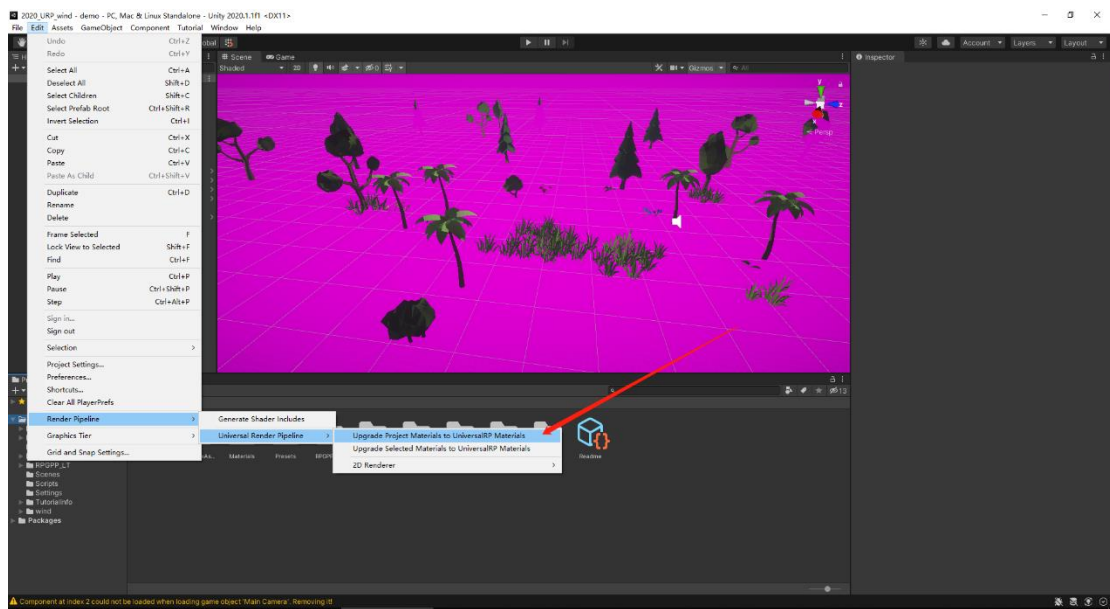 2020_URP_wind - demo - PC, Mac & Linux Standalone - Unity 2020.1.1f1 <DX11>
File Edit Assets GameObject Component Tutorial Window Help
Account Layers Layout
Undo Ctrl+Z
Redo Ctrl+Y
Select All Ctrl+A
Deselect All Shift+D
Select Children Shift+C
Select Prefab Root Ctrl+Shift+R
Invert Selection Ctrl+I
Cut Ctrl+X
Copy Ctrl+C
Paste Ctrl+V
Paste As Child Ctrl+Shift+V
Duplicate Ctrl+D
Rename
Delete
Frame Selected F
Lock View to Selected Shift+F
Find Ctrl+F
Play Ctrl+P
Pause Ctrl+Shift+P
Step Ctrl+Alt+P
Sign in...
Sign out
Selection
Project Settings...
Preferences...
Shortcuts...
Clear All PlayerPrefs
Render Pipeline
Graphics Tier
Grid and Snap Settings...
Generate Shader Includes
Universal Render Pipeline
Upgrade Project Materials to UniversalRP Materials
Upgrade Selected Materials to UniversalRP Materials
2D Renderer
Scene Game
Shaded 2D 0 Gizmos All
y
z
x
Persp
Inspector
13
Materials Presets Readme
RPGPP_LT
Scenes
Scripts
Settings
TutorialInfo
wind
Packages
Component at index 2 could not be loaded when loading game object 'Main Camera'. Removing it!